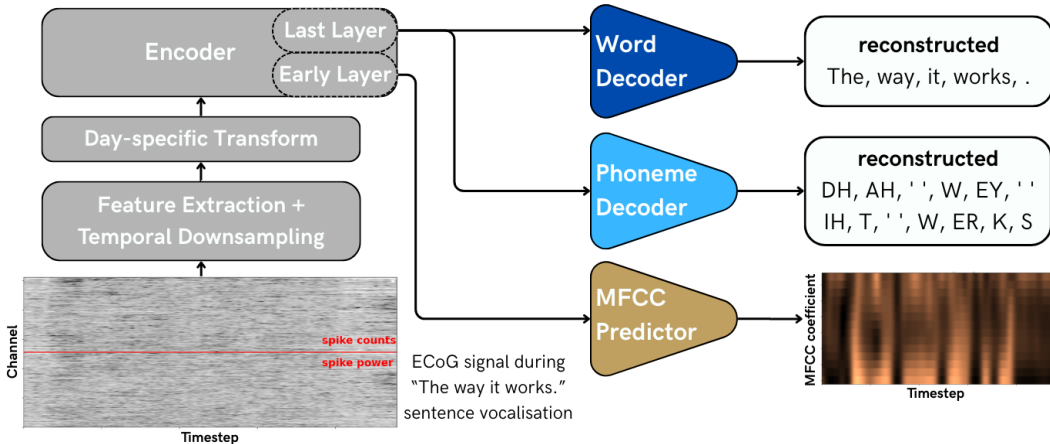 Encoder
Last Layer
Early Layer
Day-specific Transform
Feature Extraction +
Temporal Downsampling
Channel
spike counts
spike power
Timestep
ECoG signal during
“The way it works.”
sentence vocalisation
Word
Decoder
reconstructed
The, way, it, works, .
Phoneme
Decoder
reconstructed
DH, AH, ' ', W, EY, ' '
IH, T, ' ', W, ER, K, S
MFCC
Predictor
MFCC coefficient
Timestep